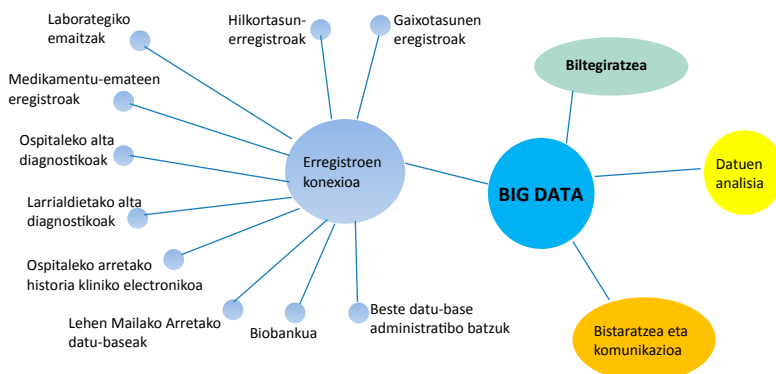 Laborategiko
emaitzak
Hilkortasun-
erregistroak
Gaixotasunen
eregistroak
Medikamentu-emateen
eregistroak
Ospitaleko alta
diagnostikoak
Larrialdietako alta
diagnostikoak
Ospitaleko arretako
historia kliniko electronikoa
Lehen Mailako Arretako
datu-baseak
Biobankua
Beste datu-base
administratibo batzuk
Erregistroen
konexioa
BIG DATA
Biltegiratzea
Datuen
analisia
Bistaratzea eta
komunikazioa